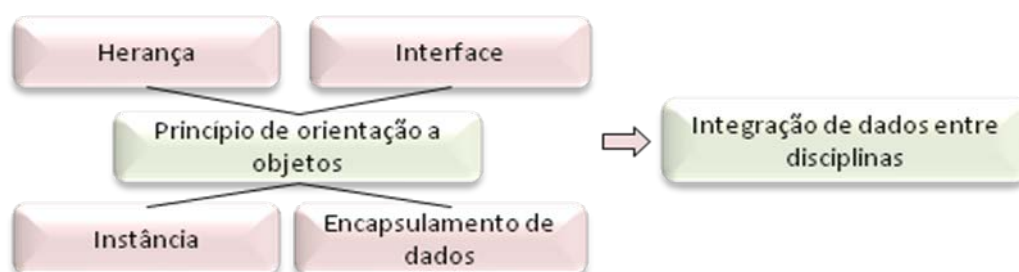 Herança
Interface
Princípio de orientação a
objetos
Integração de dados entre
disciplinas
Instância
Encapsulamento de
dados